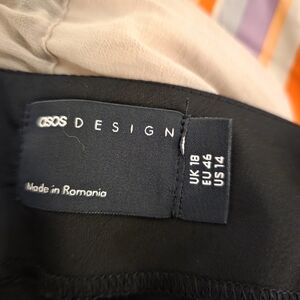 asos DESIGN
Made in Romania
UK 18
EU 46
US 14